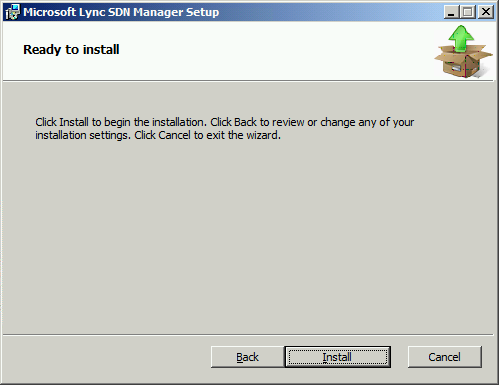 Microsoft Lync SDN Manager Setup
Ready to install
Click Install to begin the installation. Click Back to review or change any of your
installation settings. Click Cancel to exit the wizard.
Back
Install
Cancel